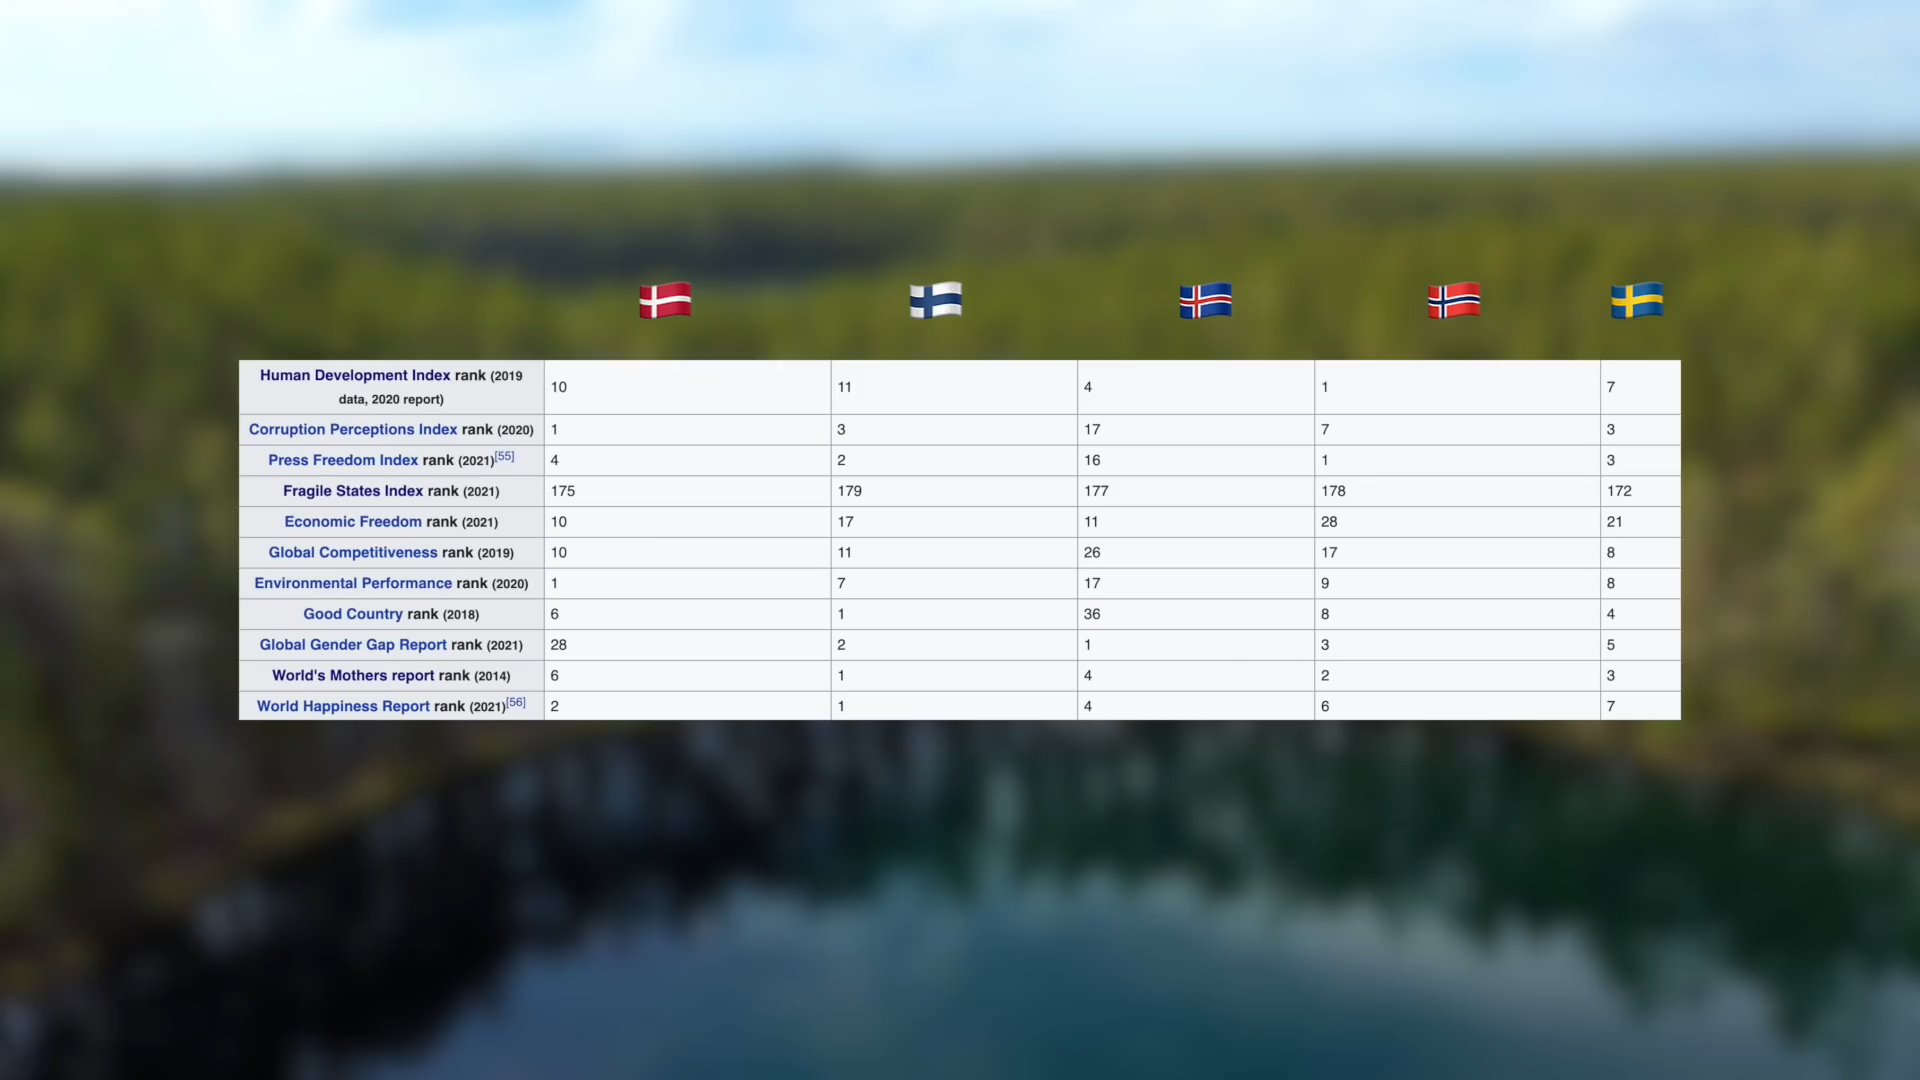 Human Development Index rank (2019 data, 2020 report) 10 11 4 1 7
Corruption Perceptions Index rank (2020) 1 3 17 7 3
Press Freedom Index rank (2021)[55] 4 2 16 1 3
Fragile States Index rank (2021) 175 179 177 178 172
Economic Freedom rank (2021) 10 17 11 28 21
Global Competitiveness rank (2019) 10 11 26 17 8
Environmental Performance rank (2020) 1 7 17 9 8
Good Country rank (2018) 6 1 36 8 4
Global Gender Gap Report rank (2021) 28 2 1 3 5
World's Mothers report rank (2014) 6 1 4 2 3
World Happiness Report rank (2021)[56] 2 1 4 6 7